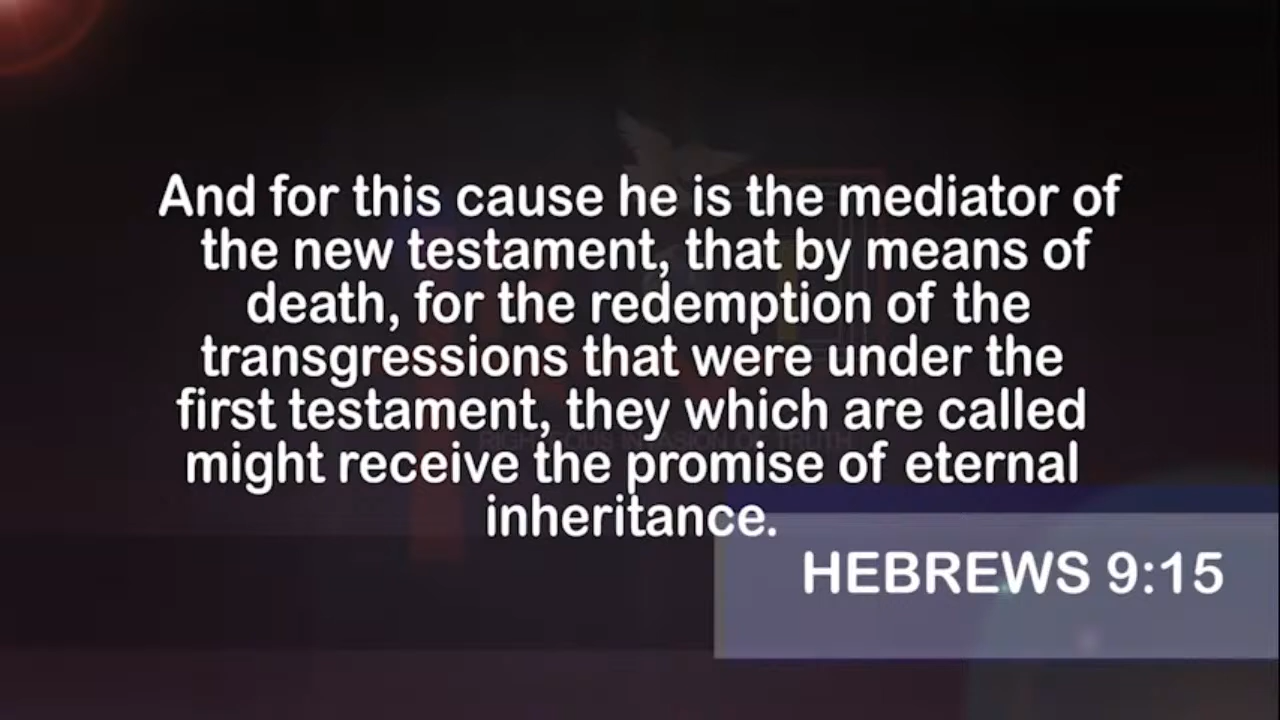 And for this cause he is the mediator of
the new testament, that by means of
death, for the redemption of the
transgressions that were under the
first testament, they which are called
might receive the promise of eternal
inheritance.
HEBREWS 9:15